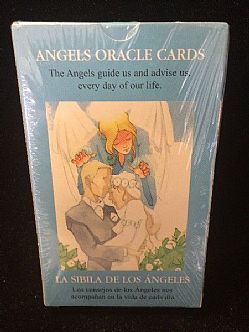 ANGELS ORACLE CARDS
The Angels guide us and advise us,
every day of our life.
LA SIBILA DE LOS ÁNGELES
Los consejos de los Ángeles nos
acompañan en la vida de cada día.